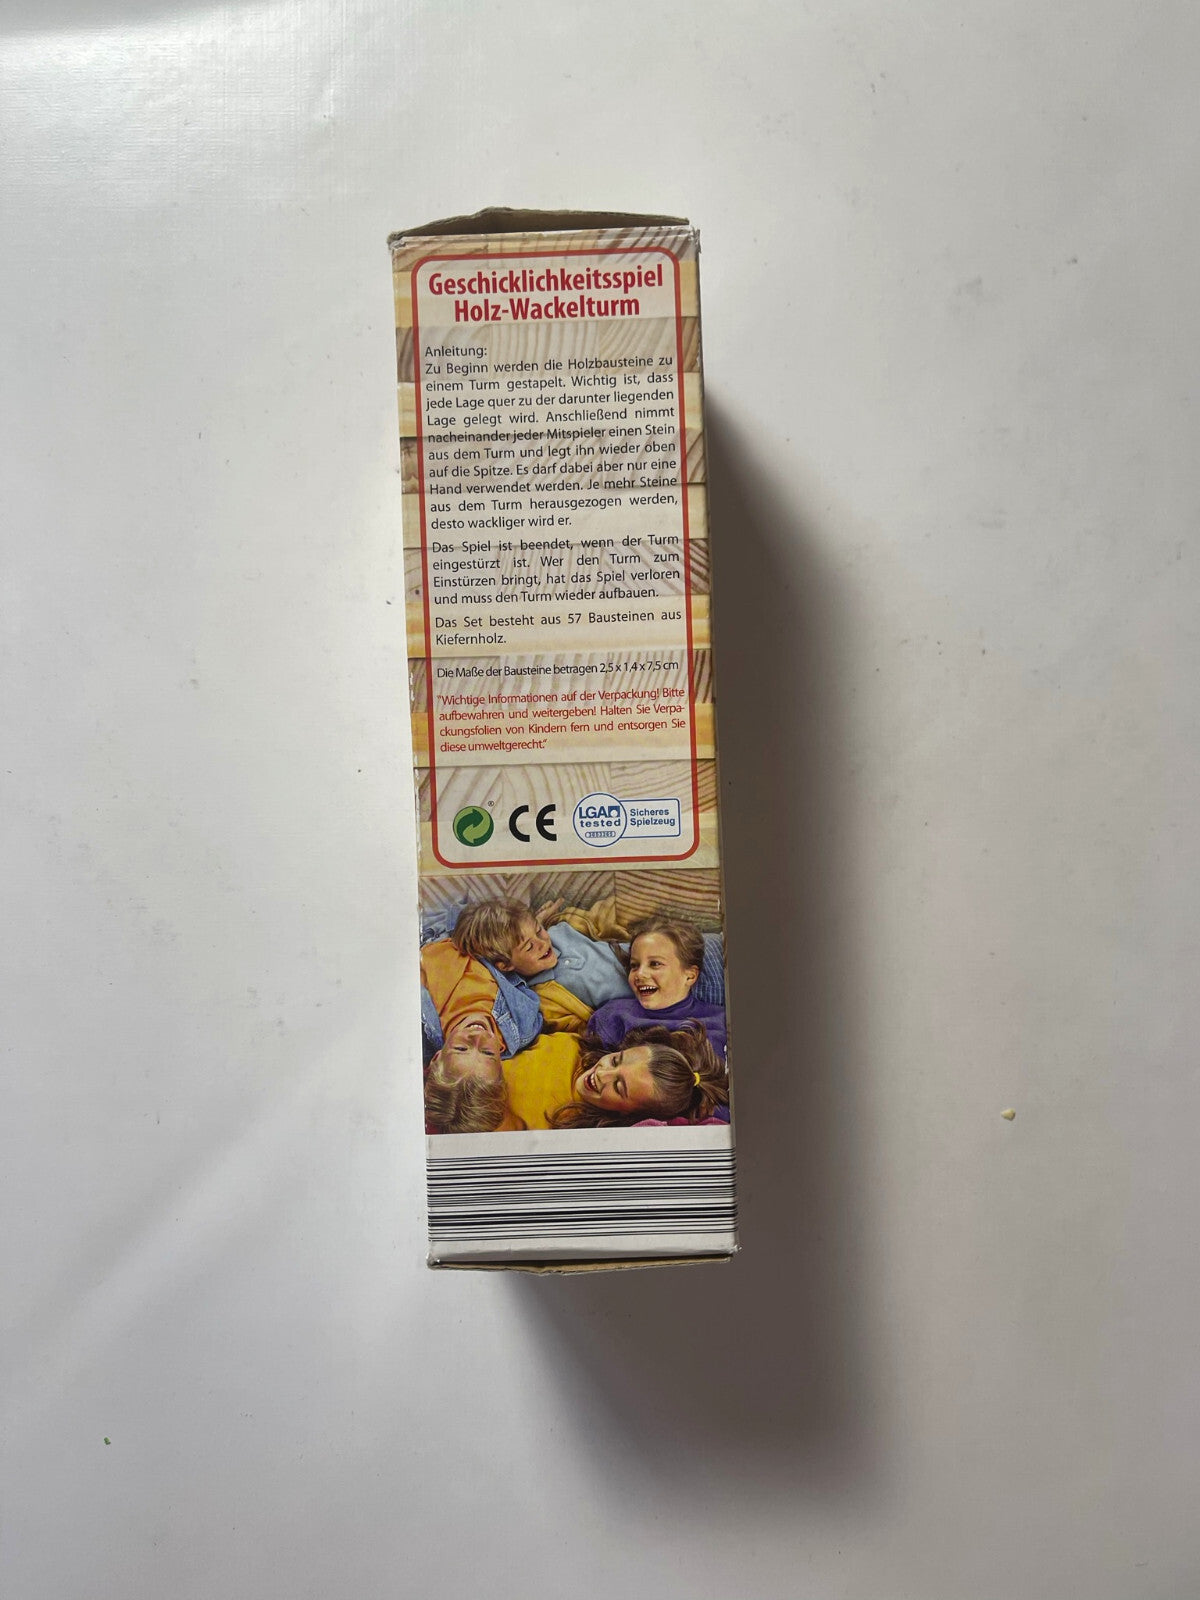 Geschicklichkeitsspiel
Holz-Wackelturm
Anleitung:
Zu Beginn werden die Holzbausteine zu
einem Turm gestapelt. Wichtig ist, dass
jede Lage quer zu der darunter liegenden
Lage gelegt wird. Anschließend nimmt
nacheinander jeder Mitspieler einen Stein
aus dem Turm und legt ihn wieder oben
auf die Spitze. Es darf dabei aber nur eine
Hand verwendet werden. Je mehr Steine
aus dem Turm herausgezogen werden,
desto wackliger wird er.
Das Spiel ist beendet, wenn der Turm
eingestürzt ist. Wer den Turm zum
Einstürzen bringt, hat das Spiel verloren
und muss den Turm wieder aufbauen.
Das Set besteht aus 57 Bausteinen aus
Kiefernholz.
Die Maße der Bausteine betragen 2,5 x 1,4 x 7,5 cm
"Wichtige Informationen auf der Verpackung! Bitte
aufbewahren und weitergeben! Halten Sie Verpa-
ckungsfolien von Kindern fern und entsorgen Sie
diese umweltgerecht."
® CE
LGA
tested
Sicheres
Spielzeug